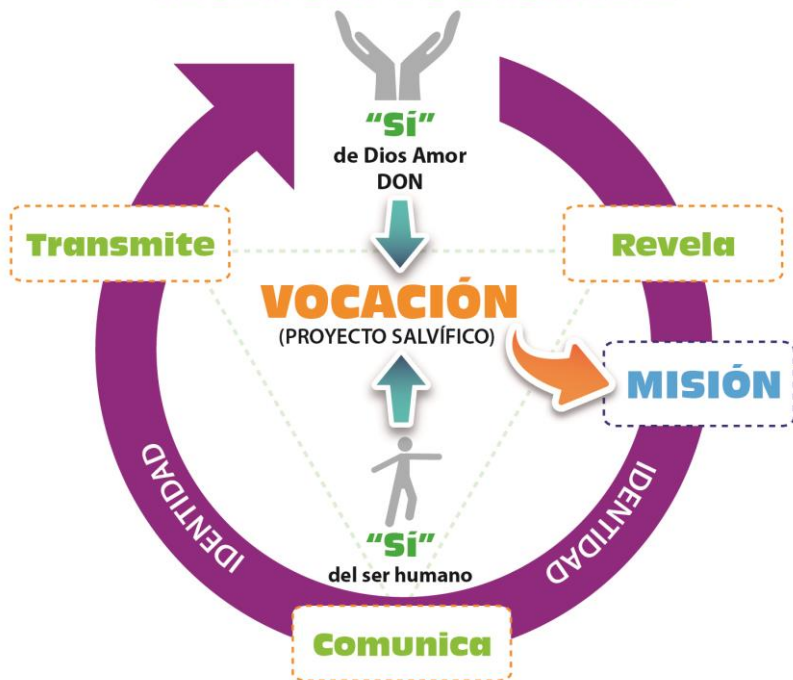 “Sí”
de Dios Amor
DON
Transmite
Revela
VOCACIÓN
(PROYECTO SALVÍFICO)
MISIÓN
IDENTIDAD
IDENTIDAD
“Sí”
del ser humano
Comunica